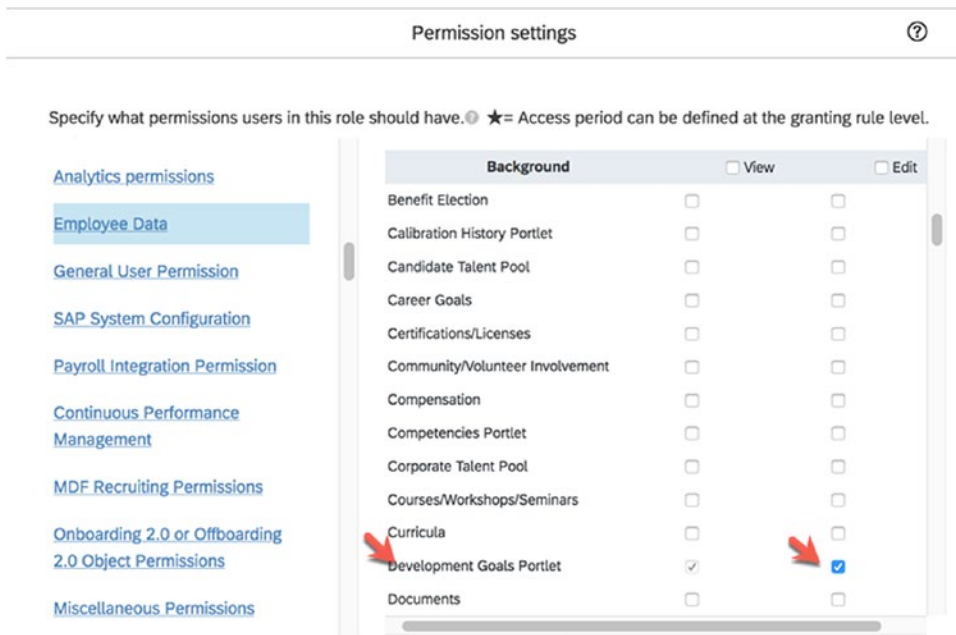 Permission settings
Specify what permissions users in this role should have. ★= Access period can be defined at the granting rule level.
Analytics permissions
Employee Data
General User Permission
SAP System Configuration
Payroll Integration Permission
Continuous Performance
Management
MDF Recruiting Permissions
Onboarding 2.0 or Offboarding
2.0 Object Permissions
Miscellaneous Permissions
Background View Edit
Benefit Election
Calibration History Portlet
Candidate Talent Pool
Career Goals
Certifications/Licenses
Community/Volunteer Involvement
Compensation
Competencies Portlet
Corporate Talent Pool
Courses/Workshops/Seminars
Curricula
Development Goals Portlet
Documents